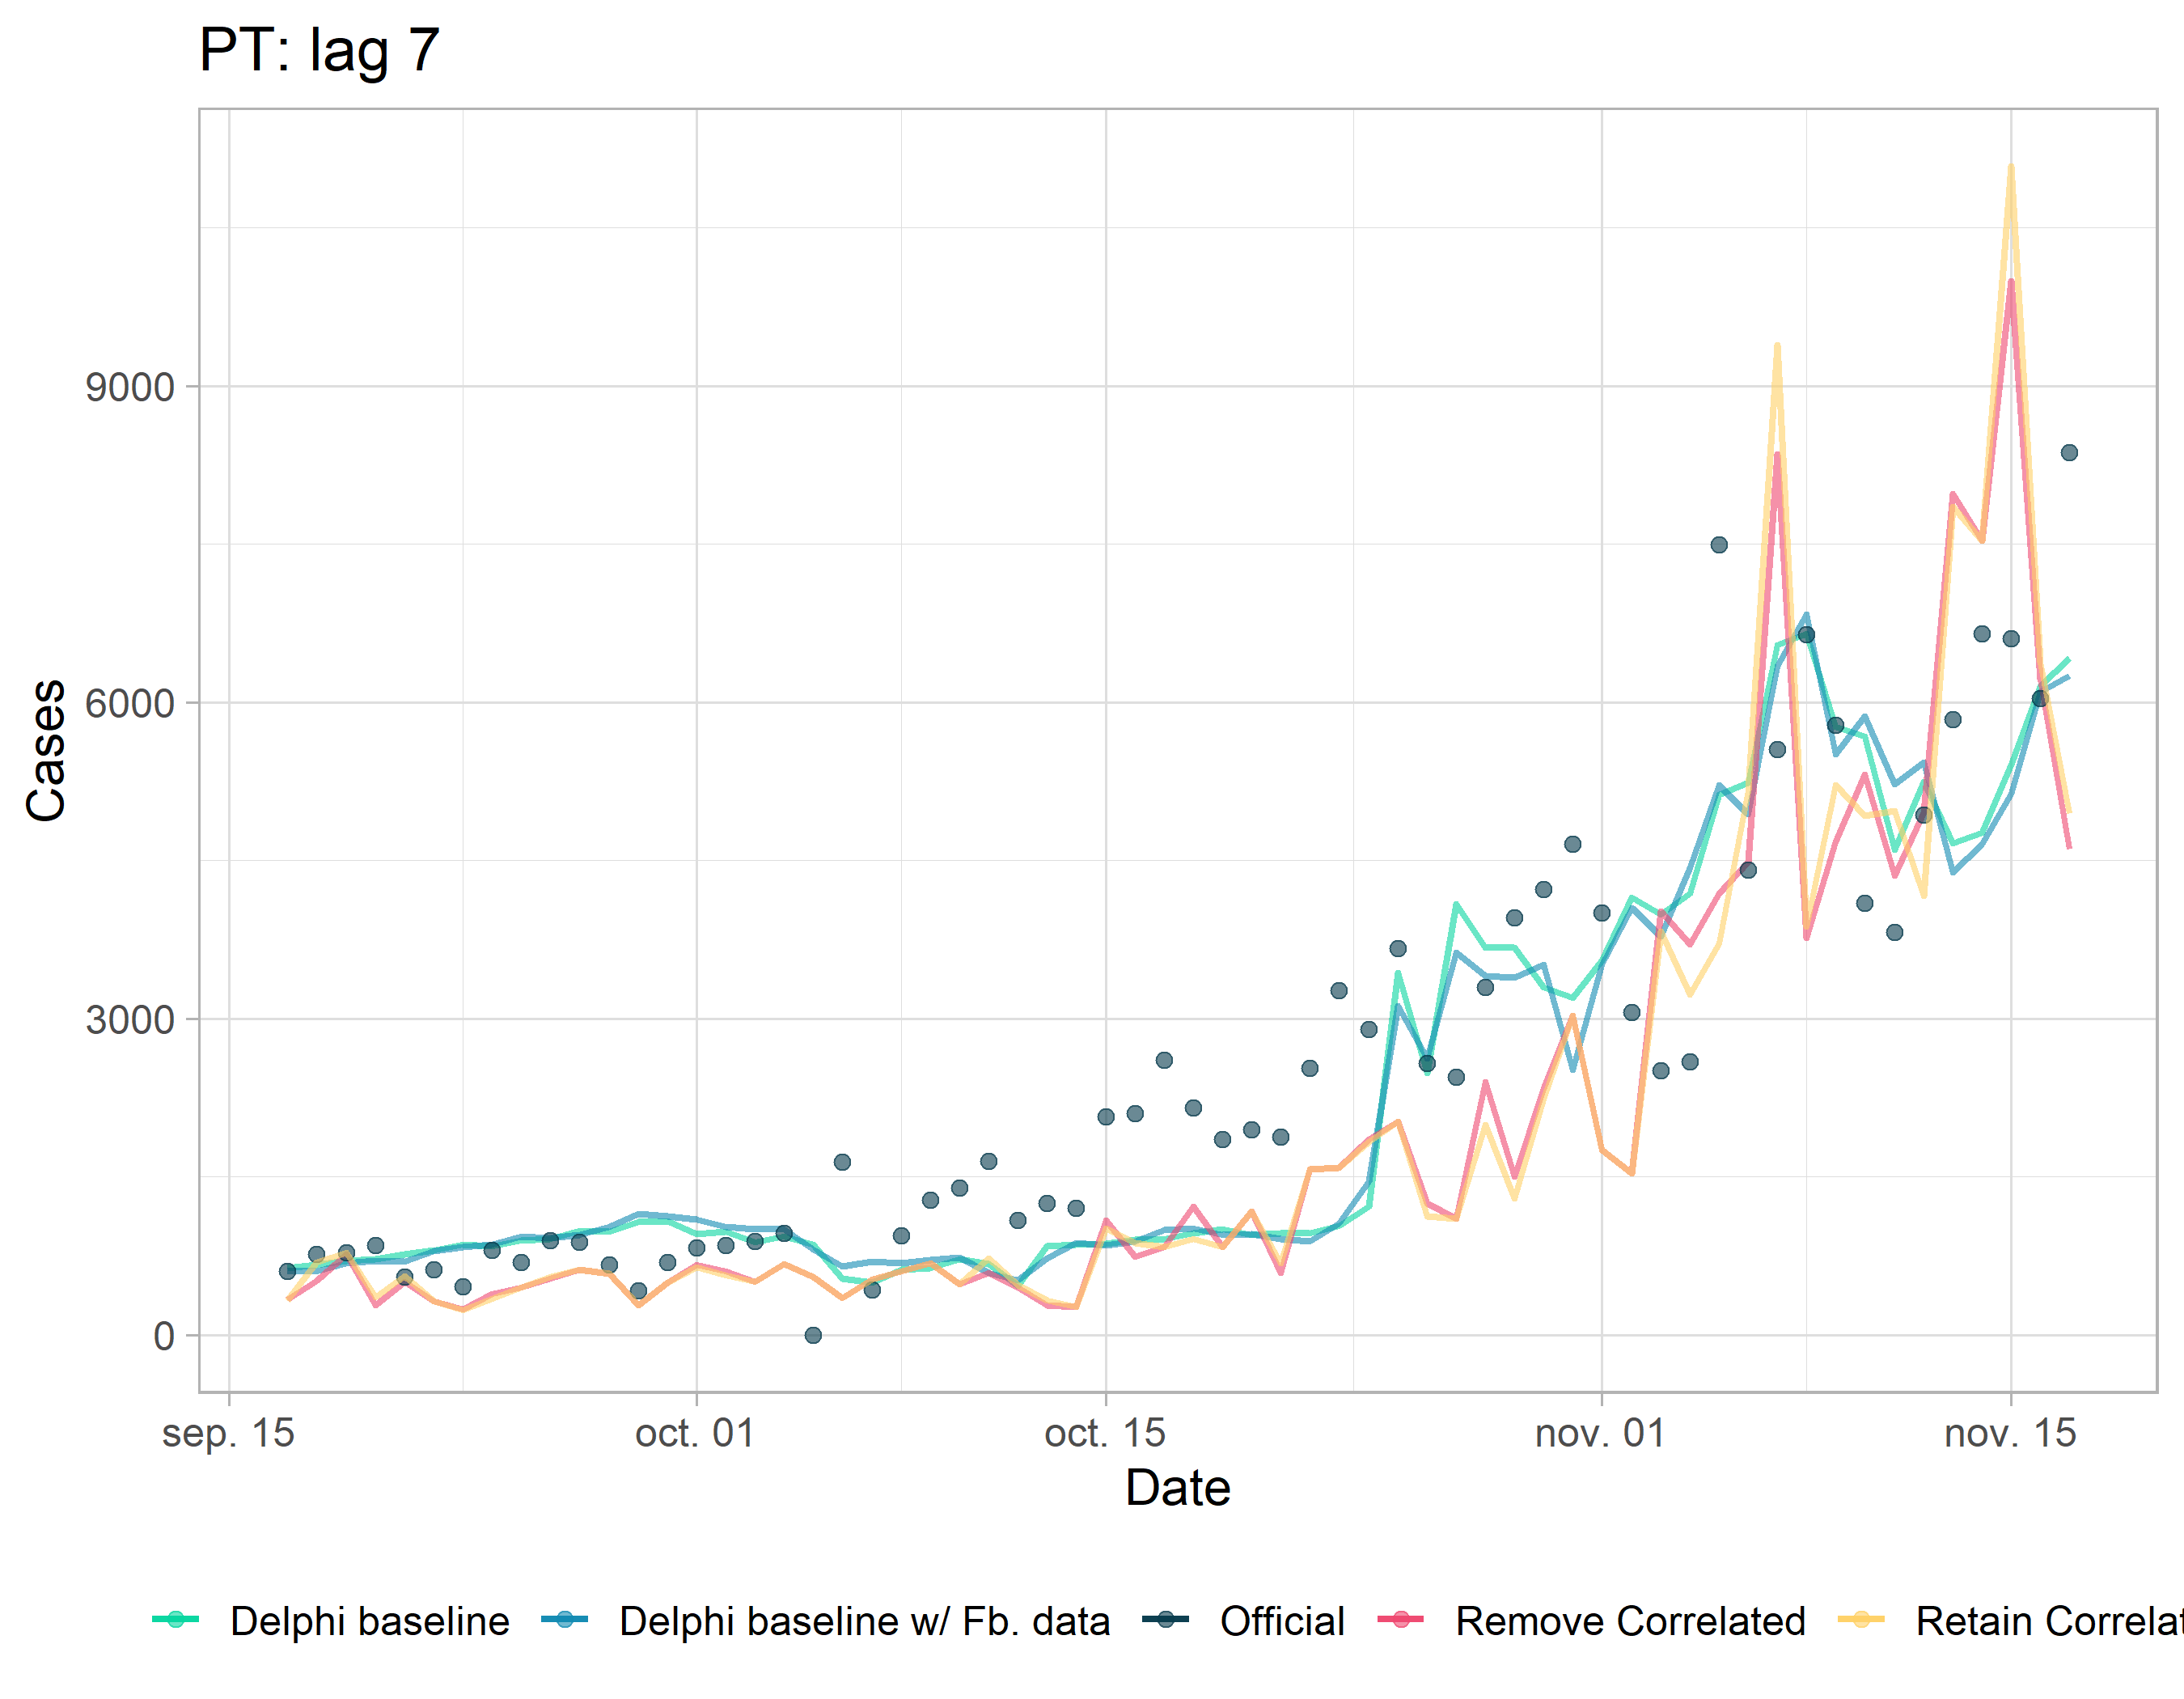 PT: lag 7
Cases
9000
6000
3000
0
sep. 15 oct. 01 oct. 15 nov. 01 nov. 15
Date
Delphi baseline Delphi baseline w/ Fb. data Official Remove Correlated Retain